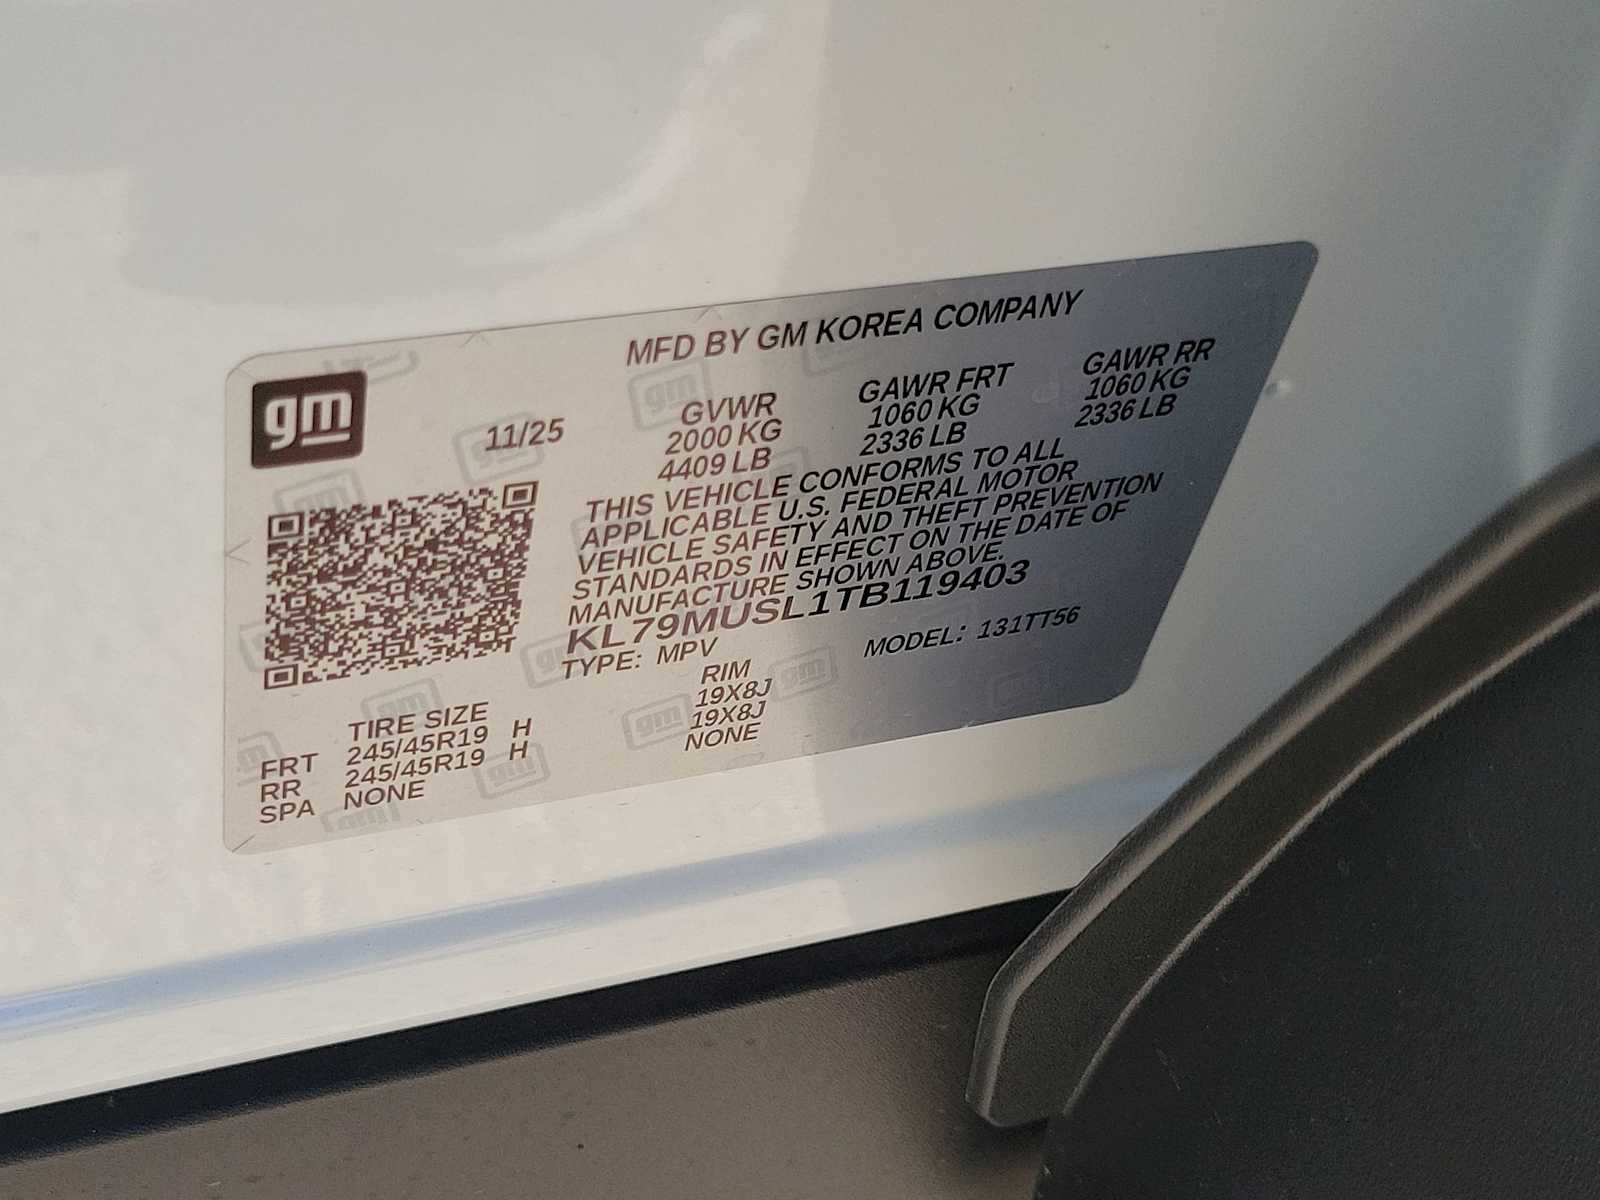 MFD BY GM KOREA COMPANY
gm
11/25
GVWR GAWR FRT GAWR RR
2000 KG 1060 KG 1060 KG
4409 LB 2336 LB 2336 LB
THIS VEHICLE CONFORMS TO ALL
APPLICABLE U.S. FEDERAL MOTOR
VEHICLE SAFETY AND THEFT PREVENTION
STANDARDS IN EFFECT ON THE DATE OF
MANUFACTURE SHOWN ABOVE.
KL79MUSL1TB119403
TYPE: MPV MODEL: 131TT56
TIRE SIZE RIM
FRT 245/45R19 H 19X8J
RR 245/45R19 H 19X8J
SPA NONE NONE